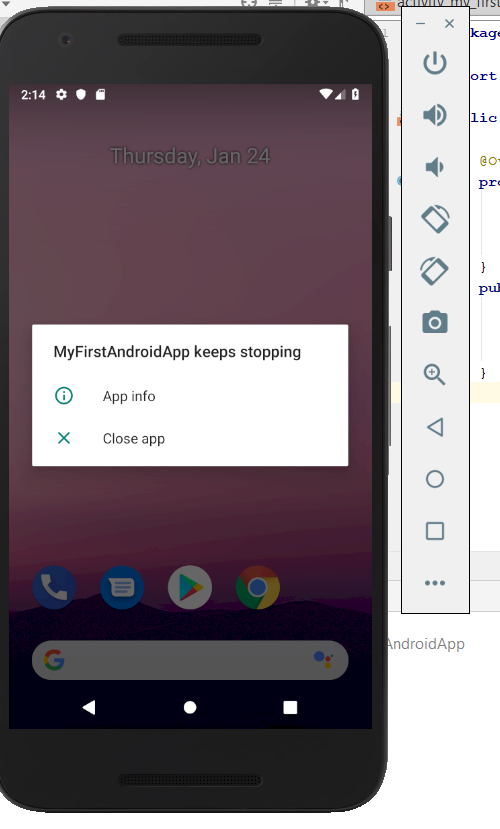 activity_my_first
ckage
2:14
ort
lic
Thursday, Jan 24
@Ov
pro
}
pub
MyFirstAndroidApp keeps stopping
App info
Close app
}
AndroidApp